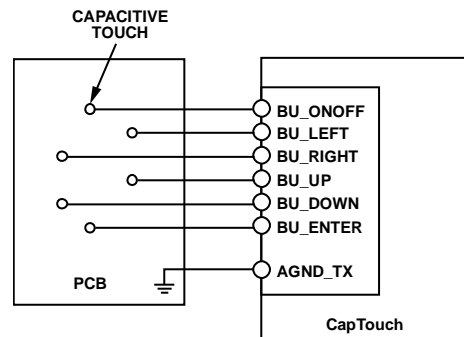 CAPACITIVE
TOUCH
BU_ONOFF
BU_LEFT
BU_RIGHT
BU_UP
BU_DOWN
BU_ENTER
AGND_TX
PCB
CapTouch